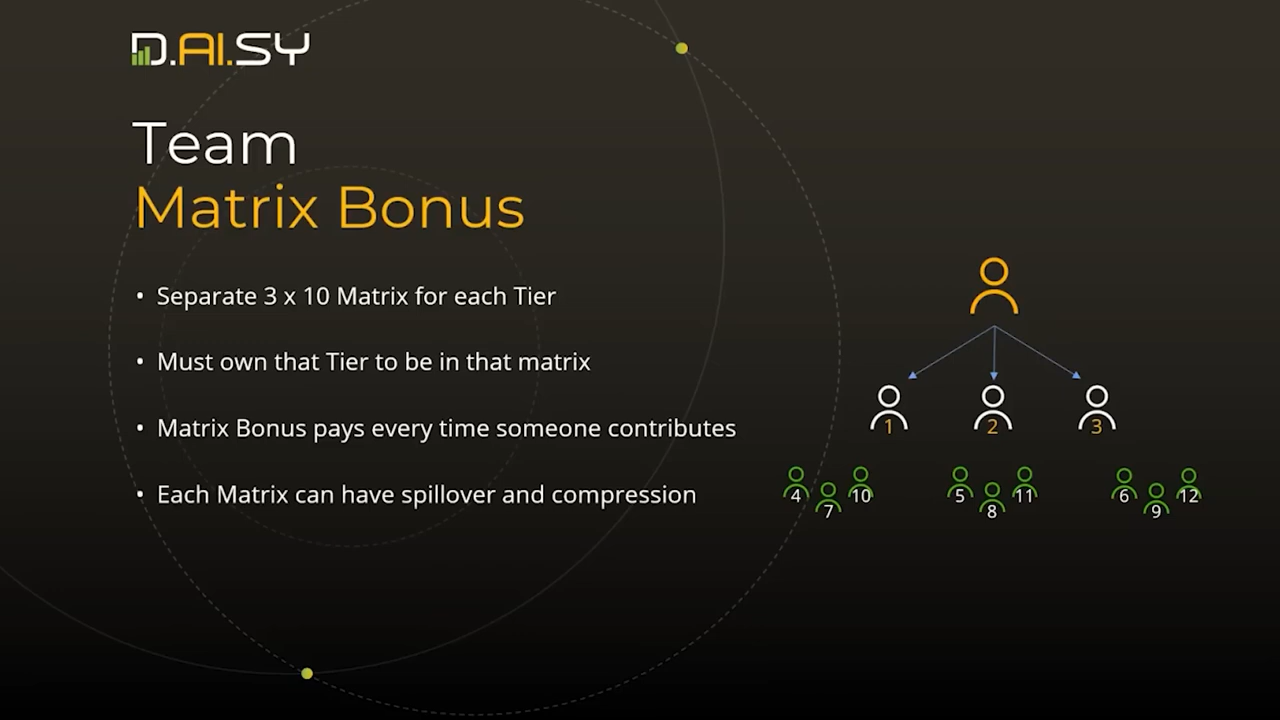 D.AI.SY
Team
Matrix Bonus
• Separate 3 x 10 Matrix for each Tier
• Must own that Tier to be in that matrix
• Matrix Bonus pays every time someone contributes
• Each Matrix can have spillover and compression
1 2 3
4 10 5 11 6 12
7 8 9